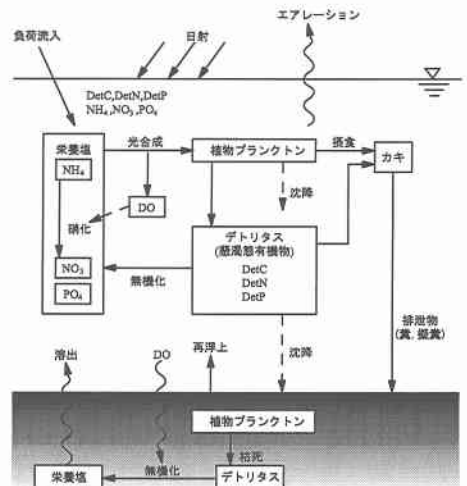 エアレーション
負荷流入
日射
DetC,DetN,DetP
NH4,NO3,PO4
栄養塩
光合成
植物プランクトン
摂食
カキ
NH4
DO
沈降
硝化
デトリタス
(懸濁態有機物)
DetC
DetN
DetP
NO3
無機化
PO4
排泄物
(糞,擬糞)
溶出
DO
再浮上
沈降
植物プランクトン
枯死
栄養塩
無機化
デトリタス